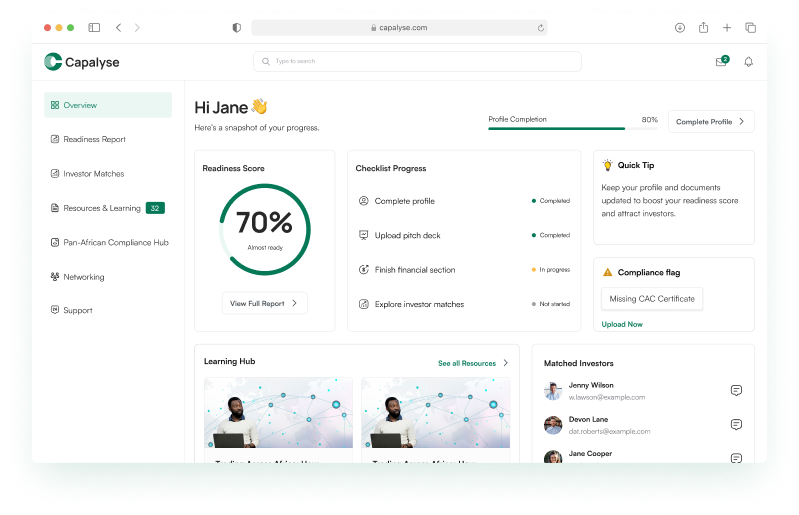 capalyse.com
Capalyse
Type to search
2
Overview
Readiness Report
Investor Matches
Resources & Learning 32
Pan-African Compliance Hub
Networking
Support
Hi Jane 👋
Here's a snapshot of your progress.
Profile Completion 80%
Complete Profile
Readiness Score
70%
Almost ready
View Full Report
Checklist Progress
Complete profile Completed
Upload pitch deck Completed
Finish financial section In progress
Explore investor matches Not started
Quick Tip
Keep your profile and documents
updated to boost your readiness score
and attract investors.
Compliance flag
Missing CAC Certificate
Upload Now
Learning Hub
See all Resources
Matched Investors
Jenny Wilson
w.lawson@example.com
Devon Lane
dat.roberts@example.com
Jane Cooper